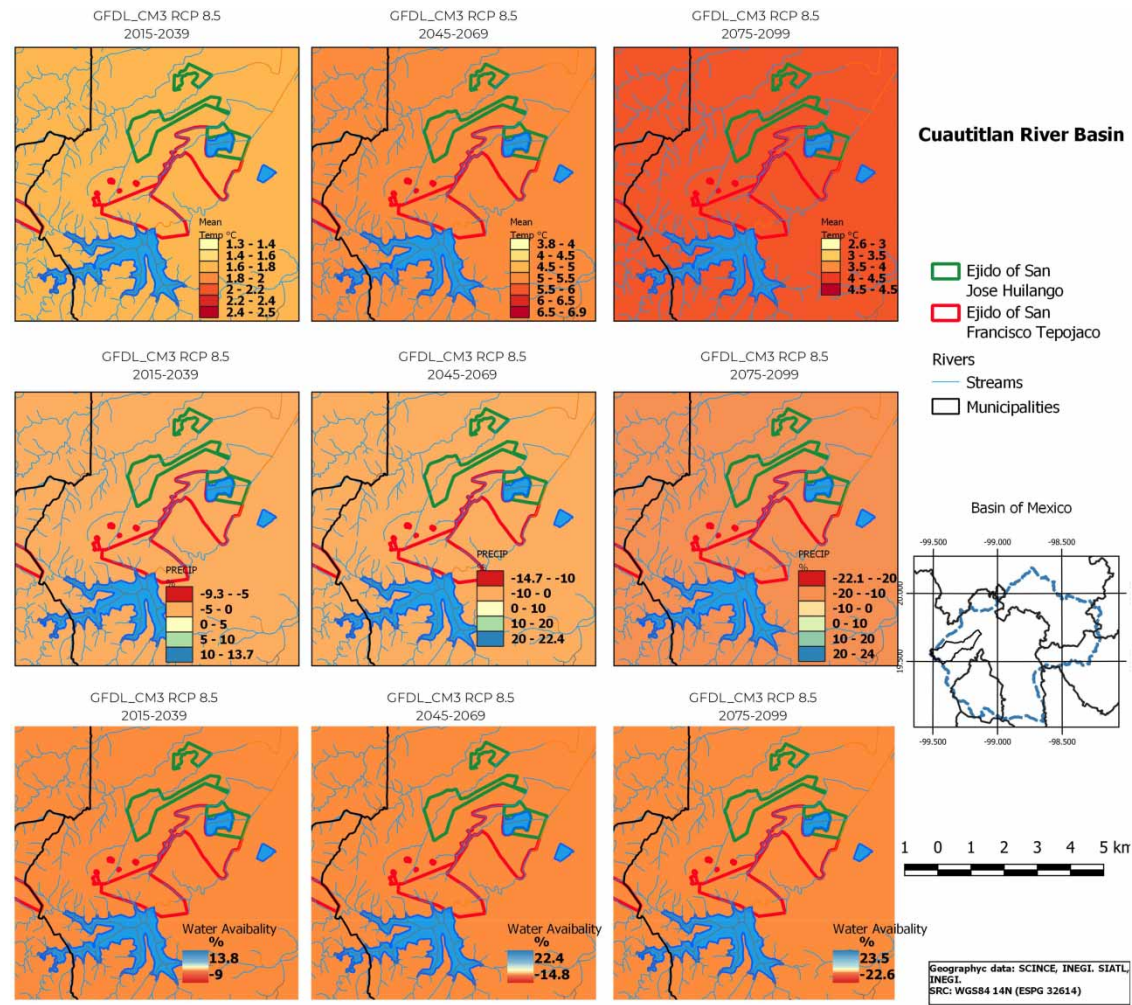 GFDL_CM3 RCP 8.5
2015-2039
GFDL_CM3 RCP 8.5
2045-2069
GFDL_CM3 RCP 8.5
2075-2099
Mean
Temp °C
1.3 - 1.4
1.4 - 1.6
1.6 - 1.8
1.8 - 2
2 - 2.2
2.2 - 2.4
2.4 - 2.5
Mean
Temp °C
3.8 - 4
4 - 4.5
4.5 - 5
5 - 5.5
5.5 - 6
6 - 6.5
6.5 - 6.9
Mean
Temp °C
2.6 - 3
3 - 3.5
3.5 - 4
4 - 4.5
4.5 - 4.5
GFDL_CM3 RCP 8.5
2015-2039
GFDL_CM3 RCP 8.5
2045-2069
GFDL_CM3 RCP 8.5
2075-2099
PRECIP
%
-9.3 - -5
-5 - 0
0 - 5
5 - 10
10 - 13.7
PRECIP
%
-14.7 - -10
-10 - 0
0 - 10
10 - 20
20 - 22.4
PRECIP
%
-22.1 - -20
-20 - -10
-10 - 0
0 - 10
10 - 20
20 - 24
GFDL_CM3 RCP 8.5
2015-2039
GFDL_CM3 RCP 8.5
2045-2069
GFDL_CM3 RCP 8.5
2075-2099
Water Avaibality
%
13.8
-9
Water Avaibality
%
22.4
-14.8
Water Avaibality
%
23.5
-22.6
Cuautitlan River Basin
Ejido of San
Jose Huilango
Ejido of San
Francisco Tepojaco
Rivers
Streams
Municipalities
Basin of Mexico
-99.500 -99.000 -98.500
20.000
19.500
-99.500 -99.000 -98.500
1 0 1 2 3 4 5 km
Geographyc data: SCINCE, INEGI. SIATL,
INEGI.
SRC: WGS84 14N (ESPG 32614)